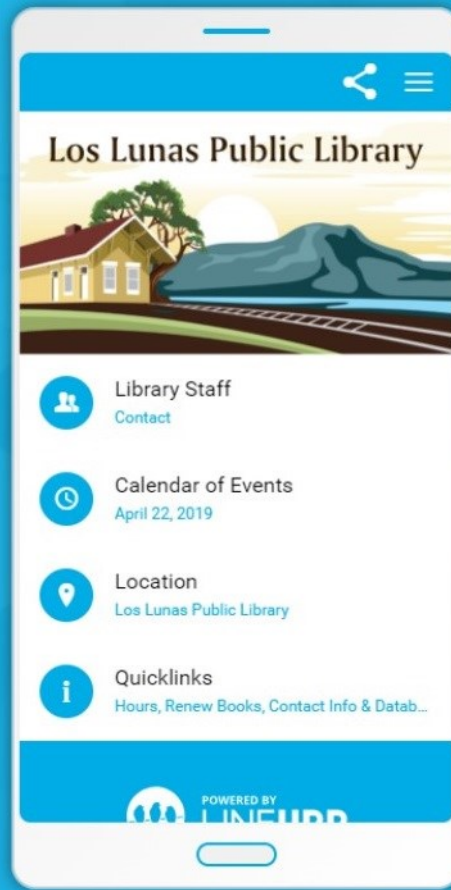 Los Lunas Public Library
Library Staff
Contact
Calendar of Events
April 22, 2019
Location
Los Lunas Public Library
i
Quicklinks
Hours, Renew Books, Contact Info & Datab...
POWERED BY